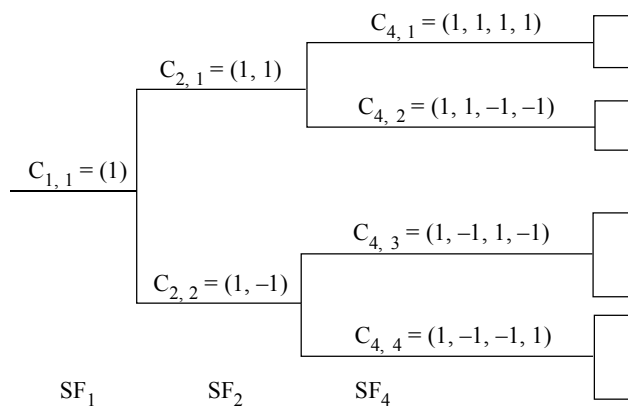 C4, 1 = (1, 1, 1, 1)
C2, 1 = (1, 1)
C4, 2 = (1, 1, –1, –1)
C1, 1 = (1)
C4, 3 = (1, –1, 1, –1)
C2, 2 = (1, –1)
C4, 4 = (1, –1, –1, 1)
SF1 SF2 SF4